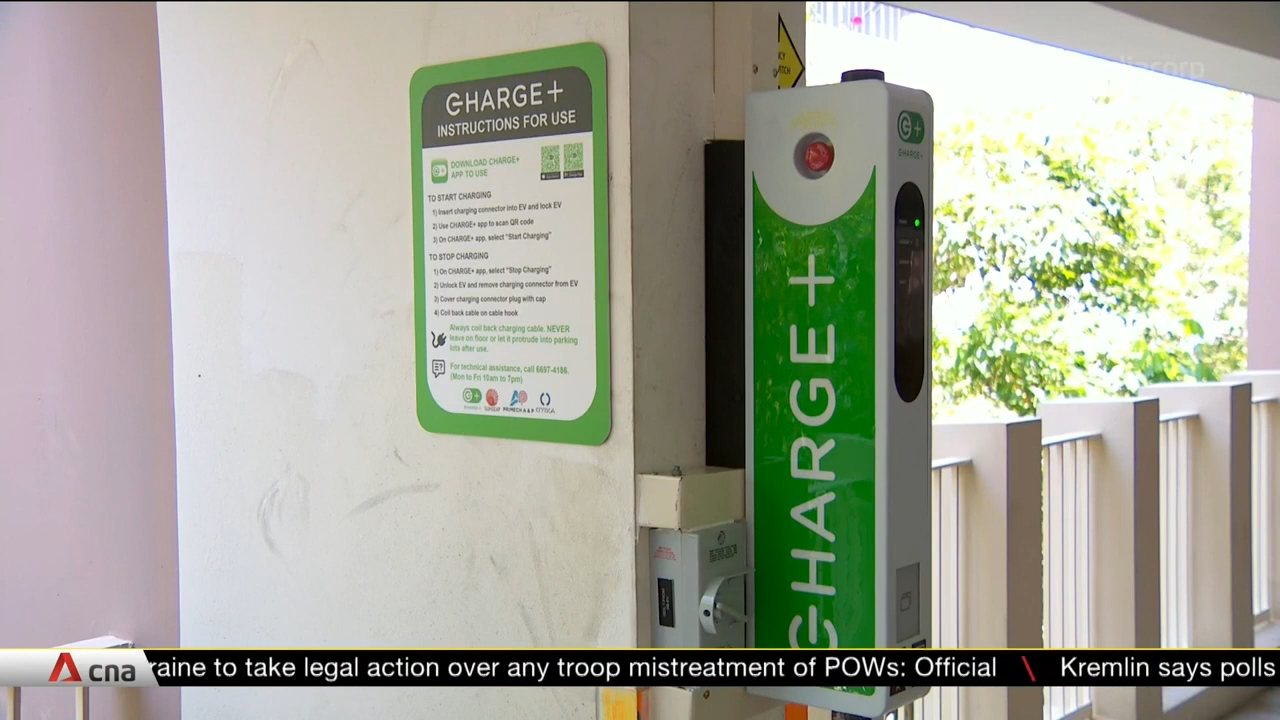 mediacorp
CHARGE+
INSTRUCTIONS FOR USE
DOWNLOAD CHARGE+
APP TO USE
TO START CHARGING
1) Insert charging connector into EV and lock EV
2) Use CHARGE+ app to scan QR code
3) On CHARGE+ app, select "Start Charging"
TO STOP CHARGING
1) On CHARGE+ app, select "Stop Charging"
2) Unlock EV and remove charging connector from EV
3) Cover charging connector plug with cap
4) Coil back cable on cable hook
Always coil back charging cable. NEVER
leave on floor or let it protrude into parking
lots after use.
For technical assistance, call 6697-4186.
(Mon to Fri 10am to 7pm)
CHARGE+
CHARGE+
cna
raine to take legal action over any troop mistreatment of POWs: Official \ Kremlin says polls